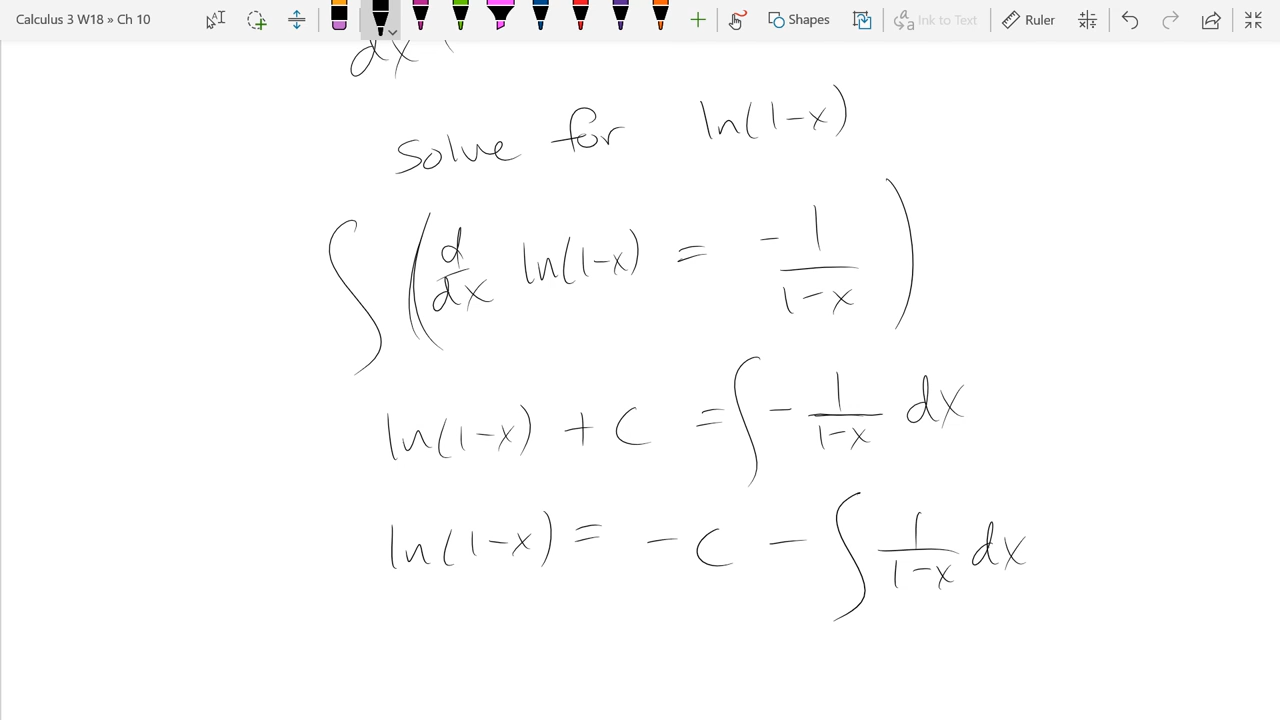 Calculus 3 W18 » Ch 10 Shapes Ink to Text Ruler
d/dx
solve for ln(1-x)
∫ ( d/dx ln(1-x) = - 1/(1-x) )
ln(1-x) + C = ∫ - 1/(1-x) dx
ln(1-x) = - C - ∫ 1/(1-x) dx